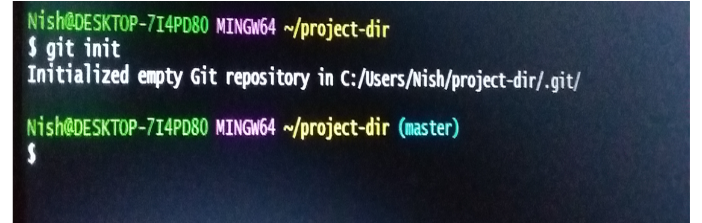 Nish@DESKTOP-7I4PD80 MINGW64 ~/project-dir
$ git init
Initialized empty Git repository in C:/Users/Nish/project-dir/.git/
Nish@DESKTOP-7I4PD80 MINGW64 ~/project-dir (master)
$